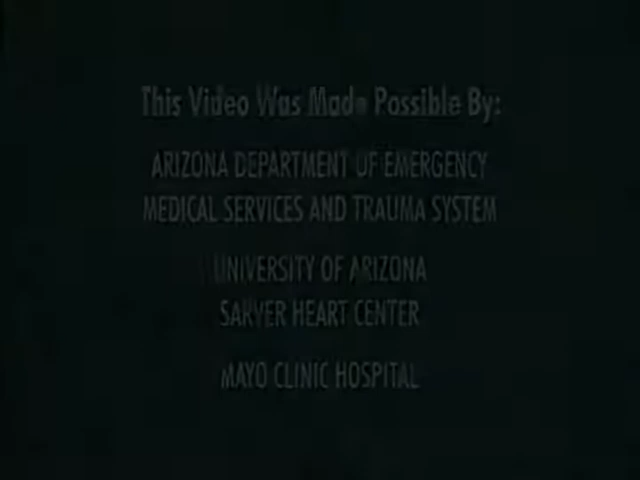 This Video Was Made Possible By:
ARIZONA DEPARTMENT OF EMERGENCY
MEDICAL SERVICES AND TRAUMA SYSTEM
UNIVERSITY OF ARIZONA
SARVER HEART CENTER
MAYO CLINIC HOSPITAL